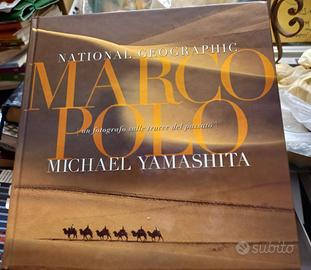 NATIONAL GEOGRAPHIC
MARCO
POLO
un fotografo sulle tracce del passato
MICHAEL YAMASHITA
subito